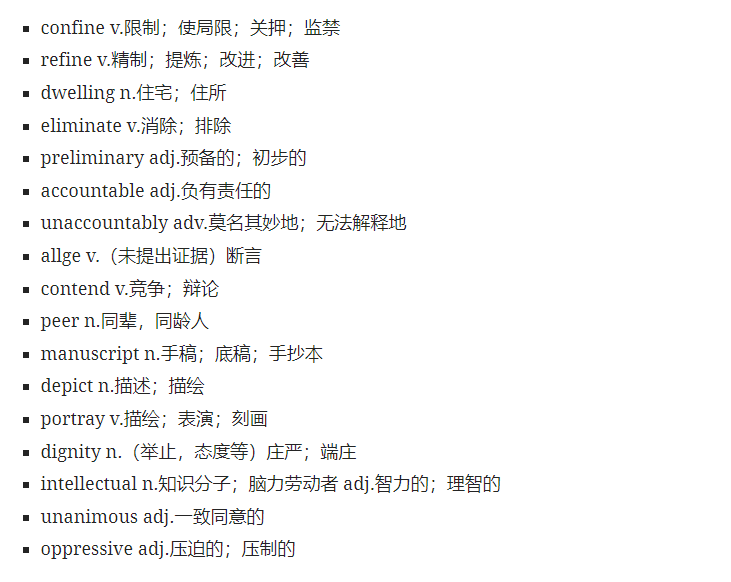 confine v.限制；使局限；关押；监禁
refine v.精制；提炼；改进；改善
dwelling n.住宅；住所
eliminate v.消除；排除
preliminary adj.预备的；初步的
accountable adj.负有责任的
unaccountably adv.莫名其妙地；无法解释地
allge v.（未提出证据）断言
contend v.竞争；辩论
peer n.同辈，同龄人
manuscript n.手稿；底稿；手抄本
depict n.描述；描绘
portray v.描绘；表演；刻画
dignity n.（举止，态度等）庄严；端庄
intellectual n.知识分子；脑力劳动者 adj.智力的；理智的
unanimous adj.一致同意的
oppressive adj.压迫的；压制的